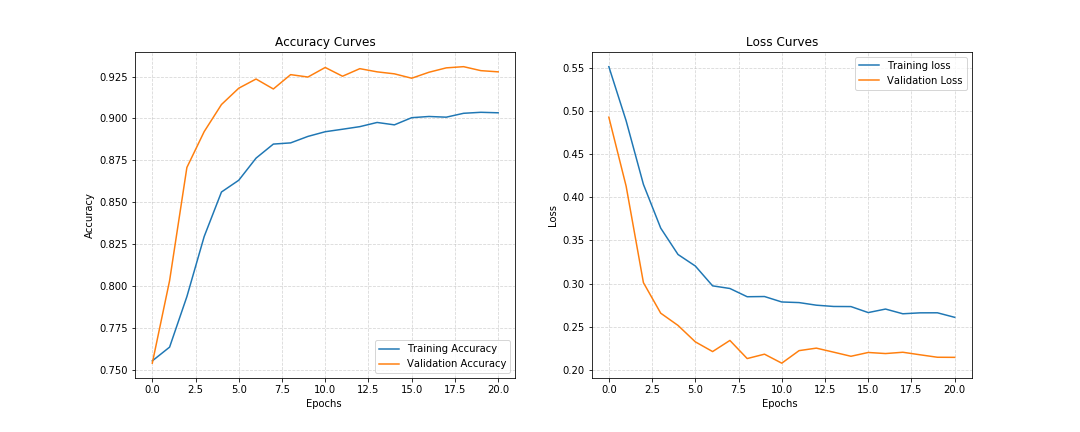 Accuracy Curves
0.925
0.900
0.875
0.850
0.825
0.800
0.775
0.750
Accuracy
Training Accuracy
Validation Accuracy
0.0 2.5 5.0 7.5 10.0 12.5 15.0 17.5 20.0
Epochs
Loss Curves
0.55
0.50
0.45
0.40
0.35
0.30
0.25
0.20
Loss
Training loss
Validation Loss
0.0 2.5 5.0 7.5 10.0 12.5 15.0 17.5 20.0
Epochs